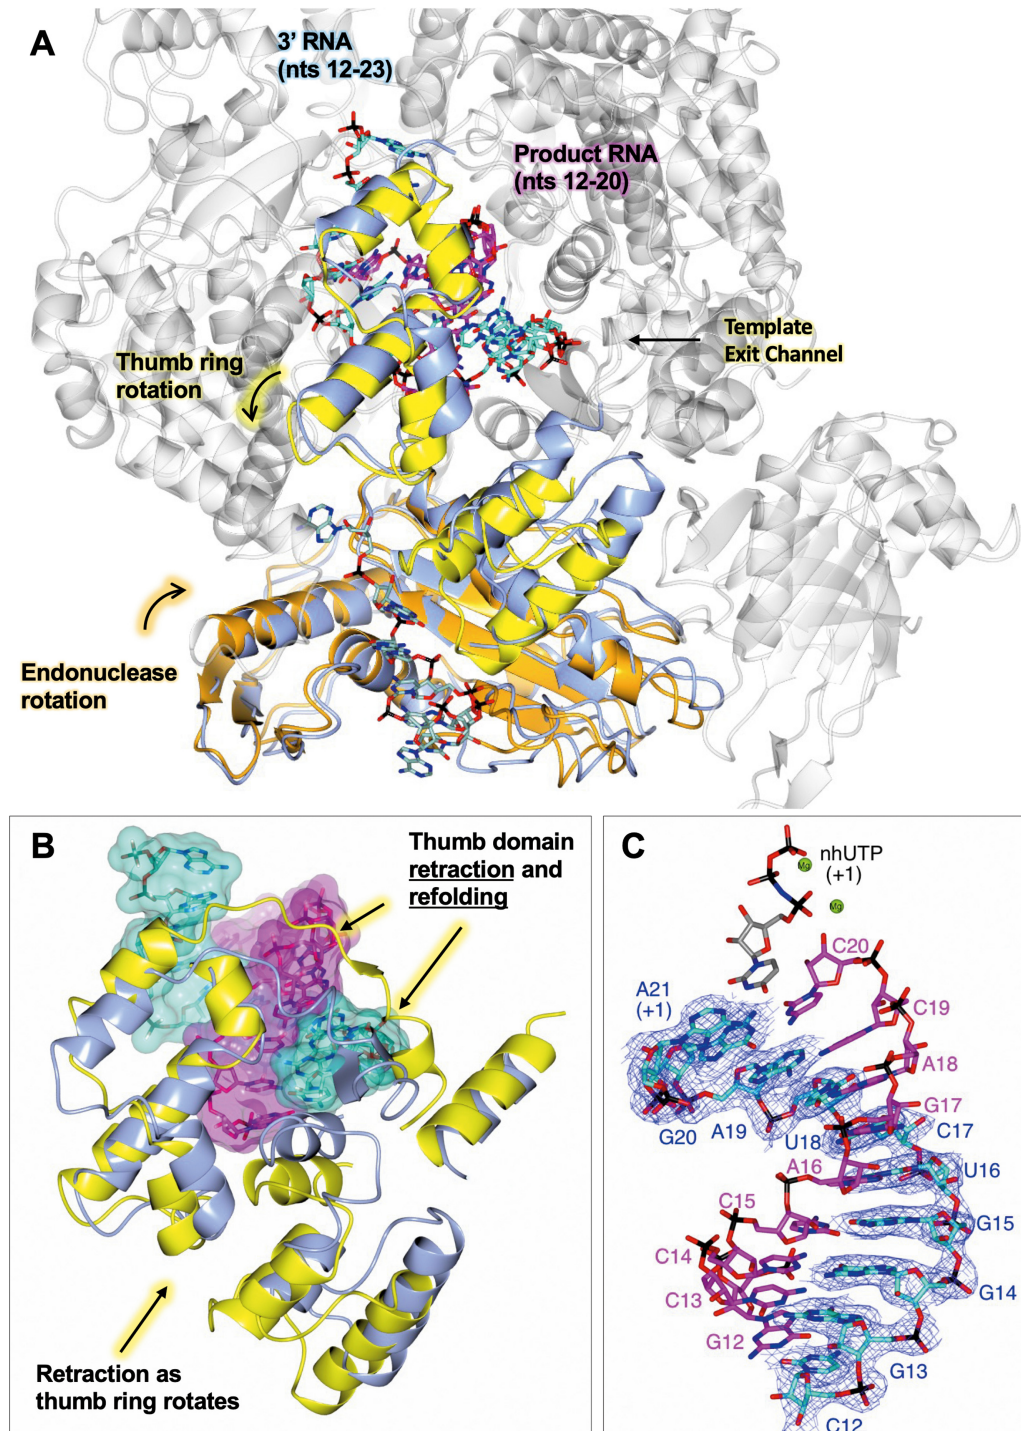 A
3’ RNA
(nts 12-23)
Product RNA
(nts 12-20)
Template
Exit Channel
Thumb ring
rotation
Endonuclease
rotation
B
Thumb domain
retraction and
refolding
Retraction as
thumb ring rotates
C
nhUTP
(+1)
Mg
Mg
C20
A21
(+1)
C19
A18
G17
G20
A19
U18
C17
A16
U16
C15
G15
C14
C13
G14
G12
G13
C12